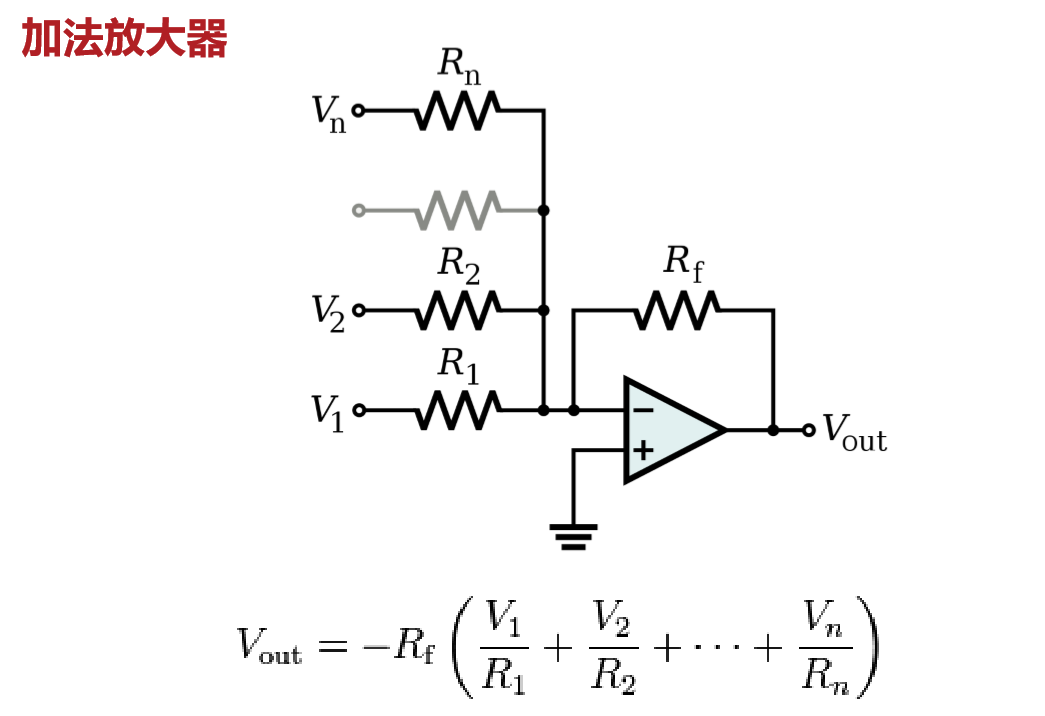 加法放大器
Rn
Vn
R2
V2
Rf
R1
V1
−
+
Vout
Vout = −Rf ( V1/R1 + V2/R2 + ··· + Vn/Rn )